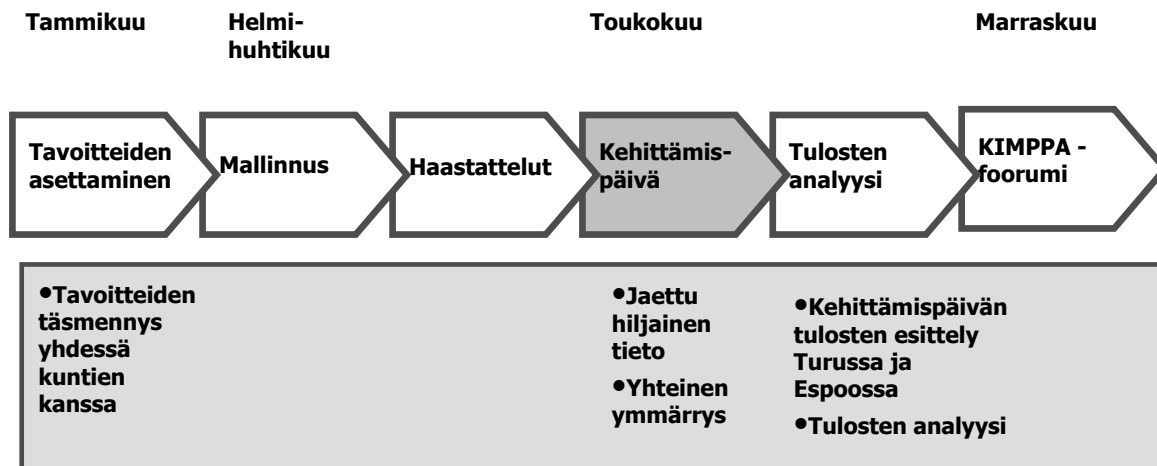 Tammikuu
Helmi-
huhtikuu
Toukokuu
Marraskuu
Tavoitteiden
asettaminen
Mallinnus
Haastattelut
Kehittämis-
päivä
Tulosten
analyysi
KIMPPA -
foorumi
•Tavoitteiden
täsmennys
yhdessä
kuntien
kanssa
•Jaettu
hiljainen
tieto
•Yhteinen
ymmärrys
•Kehittämispäivän
tulosten esittely
Turussa ja
Espoossa
•Tulosten analyysi